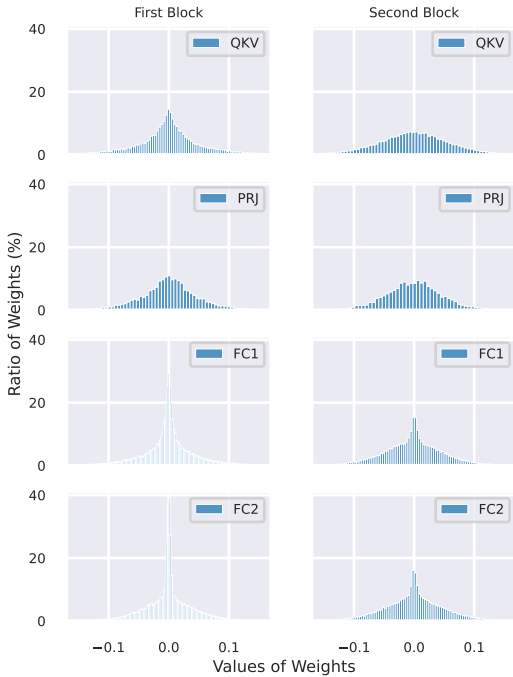 First Block
Second Block
40
20
0
QKV
QKV
40
20
0
PRJ
PRJ
40
20
0
FC1
FC1
40
20
0
FC2
FC2
−0.1 0.0 0.1
−0.1 0.0 0.1
Values of Weights
Ratio of Weights (%)